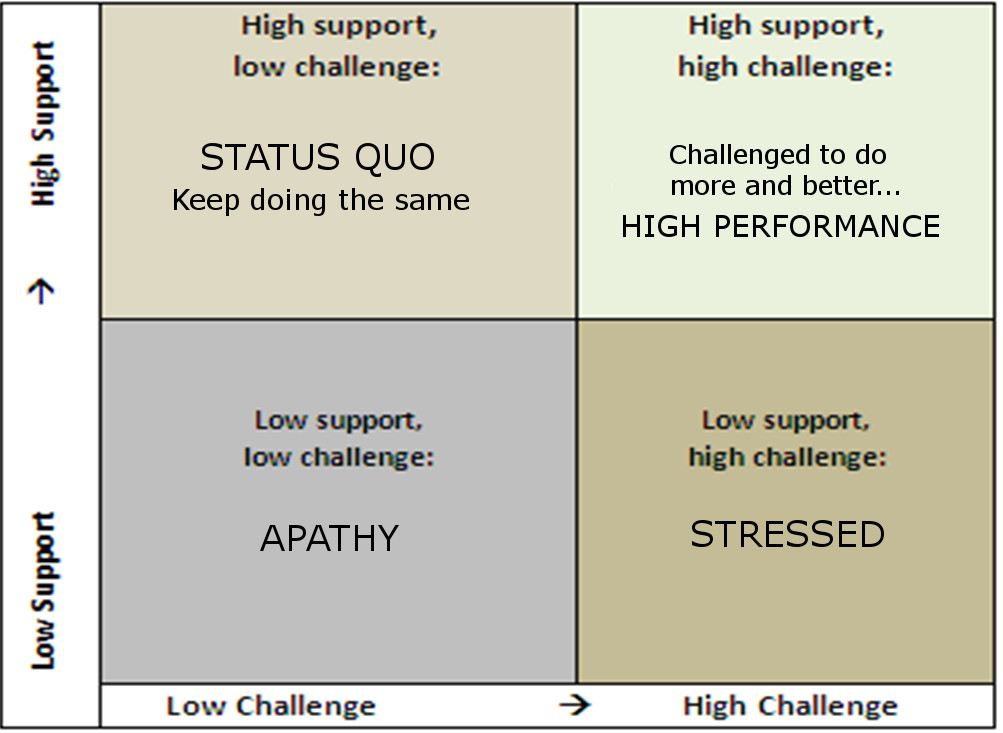 High Support
↑
Low Support
High support,
low challenge:
STATUS QUO
Keep doing the same
High support,
high challenge:
Challenged to do
more and better...
HIGH PERFORMANCE
Low support,
low challenge:
APATHY
Low support,
high challenge:
STRESSED
Low Challenge → High Challenge